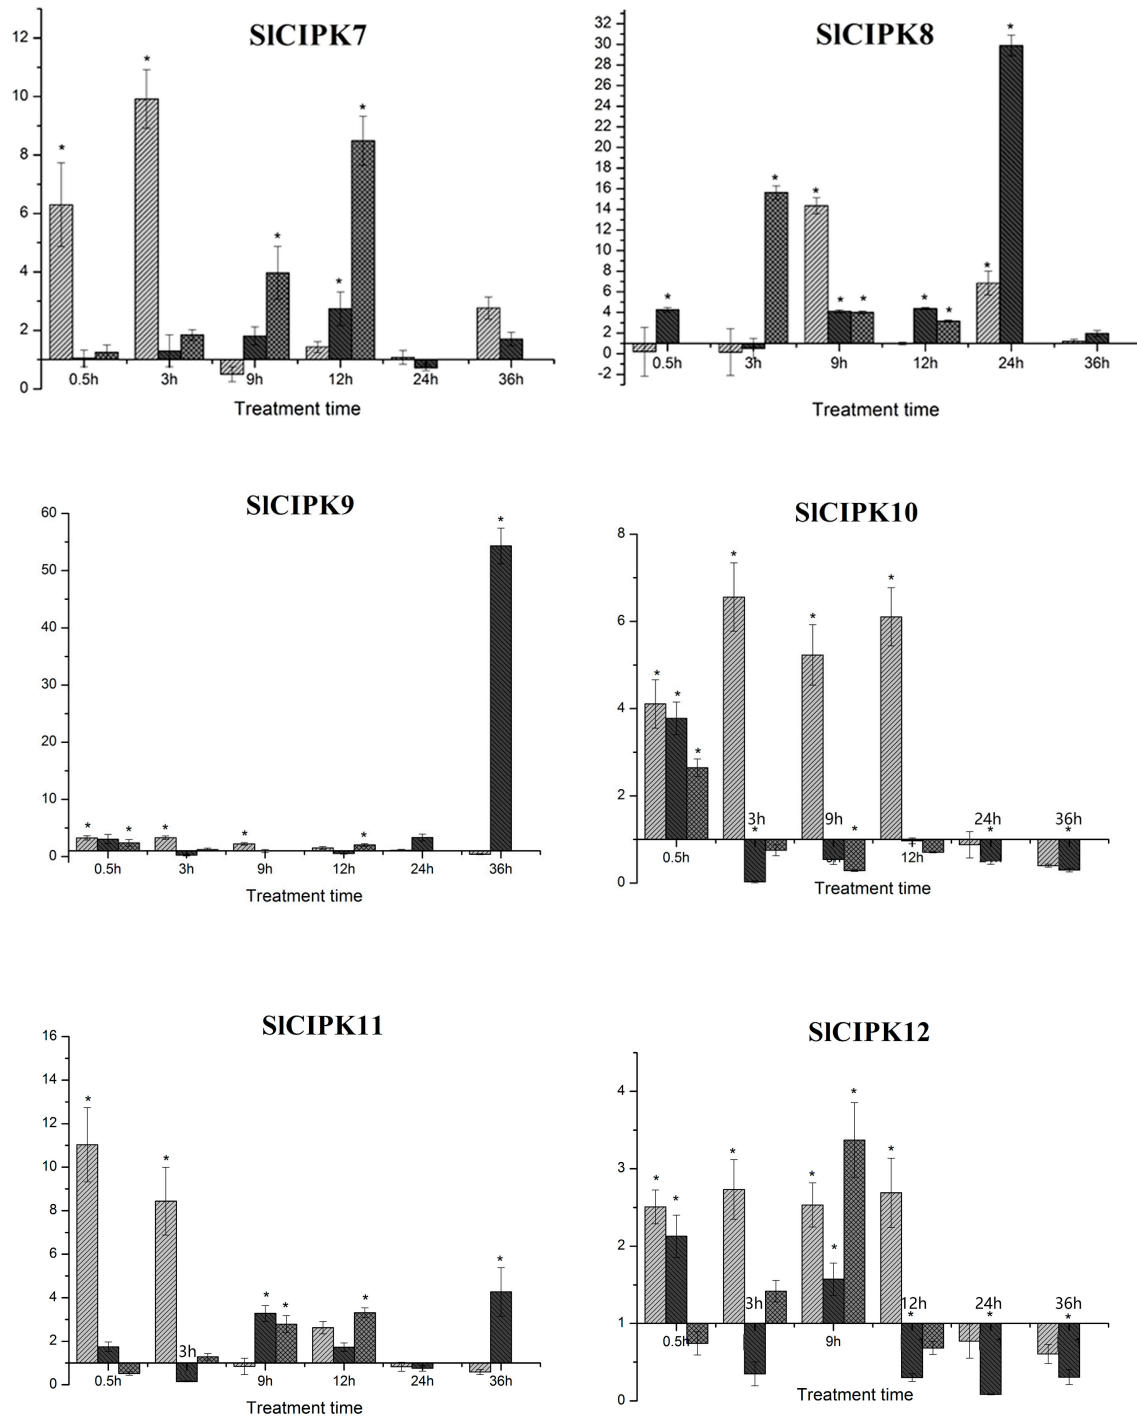 SlCIPK7
12
10
8
6
4
2
0
* * * * *
0.5h 3h 9h 12h 24h 36h
Treatment time
SlCIPK8
32
30
28
26
24
22
20
18
16
14
12
10
8
6
4
2
0
-2
* * * * * * * * *
0.5h 3h 9h 12h 24h 36h
Treatment time
SlCIPK9
60
50
40
30
20
10
0
* * * * * *
0.5h 3h 9h 12h 24h 36h
Treatment time
SlCIPK10
8
6
4
2
0
* * * * * *
3h 9h 24h 36h
* * * *
0.5h 12h
Treatment time
SlCIPK11
16
14
12
10
8
6
4
2
0
* * * * * *
3h
0.5h 9h 12h 24h 36h
Treatment time
SlCIPK12
4
3
2
1
0
* * * * * * *
3h 12h 24h 36h
* * * *
0.5h 9h
Treatment time